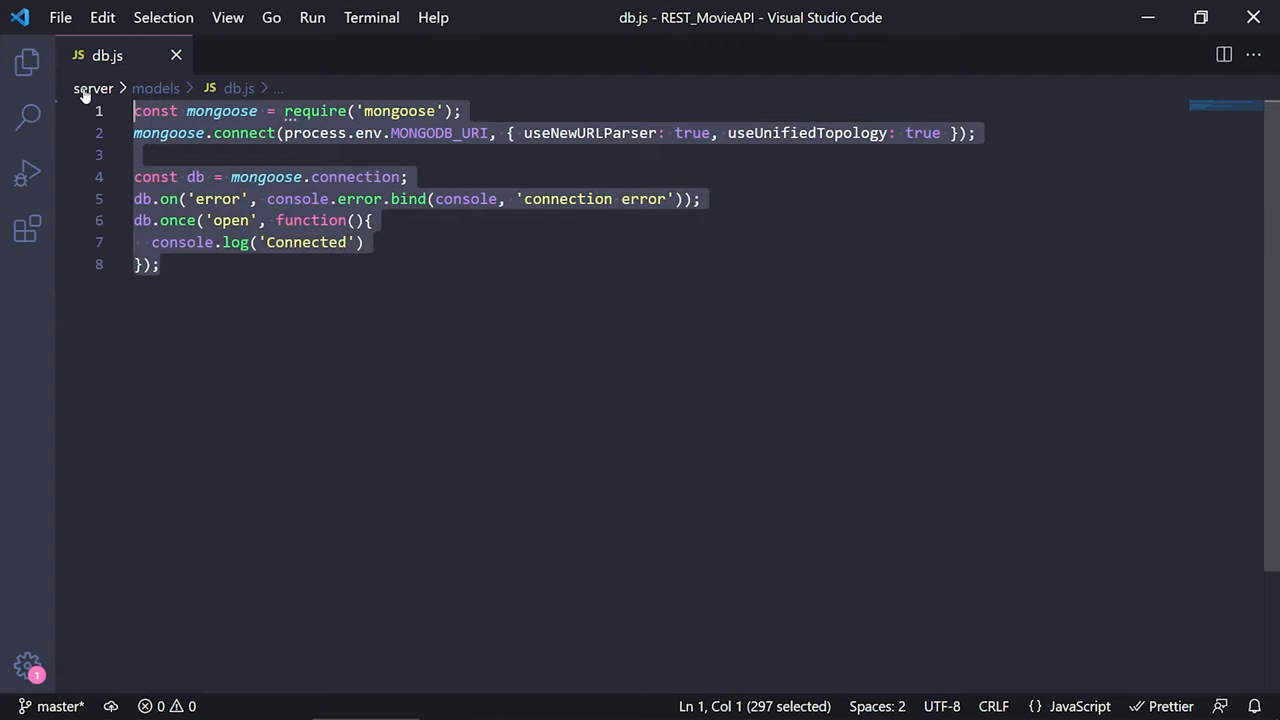 File Edit Selection View Go Run Terminal Help db.js - REST_MovieAPI - Visual Studio Code
JS db.js
server > models > JS db.js > ...
1 const mongoose = require('mongoose');
2 mongoose.connect(process.env.MONGODB_URI, { useNewURLParser: true, useUnifiedTopology: true });
3
4 const db = mongoose.connection;
5 db.on('error', console.error.bind(console, 'connection error'));
6 db.once('open', function(){
7 console.log('Connected')
8 });
1
master* 0 0 Ln 1, Col 1 (297 selected) Spaces: 2 UTF-8 CRLF {} JavaScript Prettier